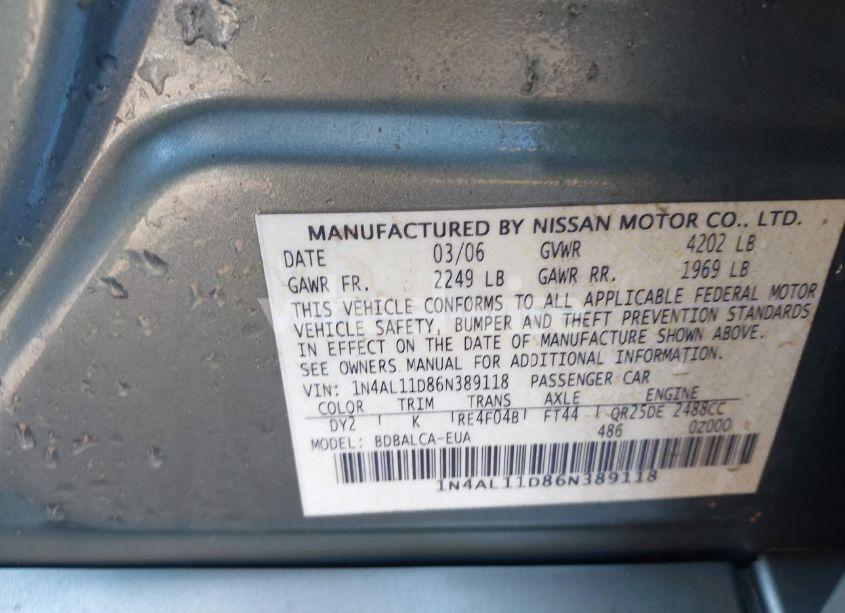 MANUFACTURED BY NISSAN MOTOR CO., LTD.
DATE 03/06 GVWR 4202 LB
GAWR FR. 2249 LB GAWR RR. 1969 LB
THIS VEHICLE CONFORMS TO ALL APPLICABLE FEDERAL MOTOR
VEHICLE SAFETY, BUMPER AND THEFT PREVENTION STANDARDS
IN EFFECT ON THE DATE OF MANUFACTURE SHOWN ABOVE.
SEE OWNERS MANUAL FOR ADDITIONAL INFORMATION.
VIN: 1N4AL11D86N389118 PASSENGER CAR
COLOR TRIM TRANS AXLE ENGINE
DY2 K RE4F04B FT44 QR25DE 2488CC
MODEL: BDBALCA-EUA 486 0Z000
1N4AL11D86N389118